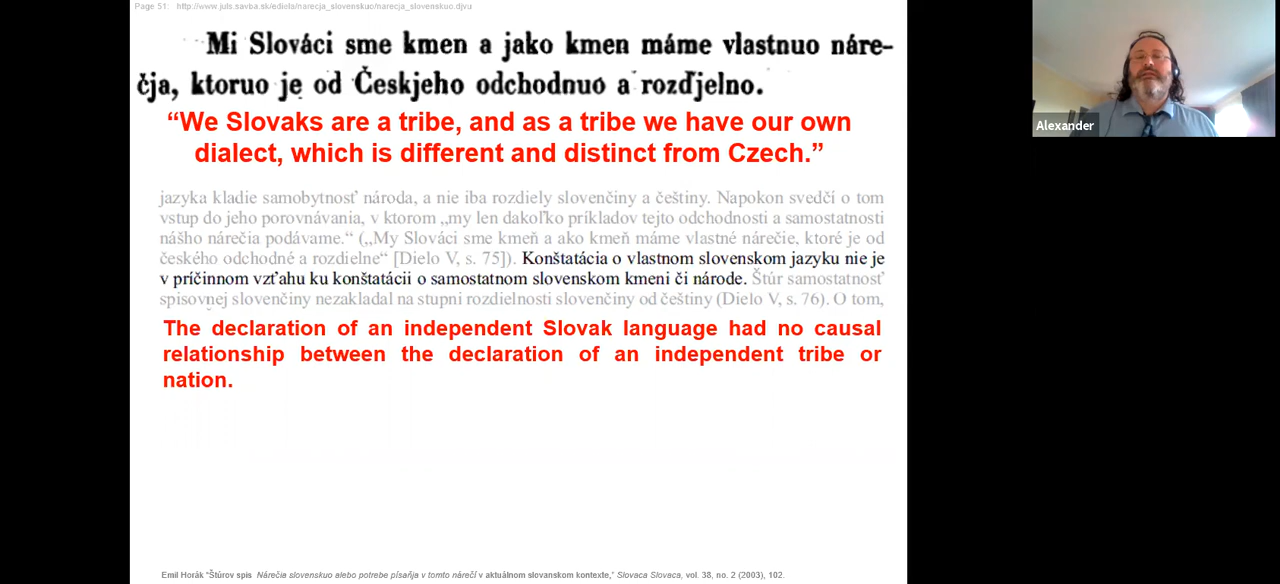 Page 51: http://www.juls.savba.sk/ediela/narecja_slovenskuo/narecja_slovenskuo.djvu
Mi Slováci sme kmen a jako kmen máme vlastnuo náre-
čja, ktoruo je od Českjeho odchodnuo a rozďjelno.
“We Slovaks are a tribe, and as a tribe we have our own
dialect, which is different and distinct from Czech.”
jazyka kladie samobytnosť národa, a nie iba rozdiely slovenčiny a češtiny. Napokon svedčí o tom
vstup do jeho porovnávania, v ktorom „my len dakoľko príkladov tejto odchodnosti a samostatnosti
nášho nárečia podávame.“ („My Slováci sme kmeň a ako kmeň máme vlastné nárečie, ktoré je od
českého odchodné a rozdielne“ [Dielo V, s. 75]). Konštatácia o vlastnom slovenskom jazyku nie je
v príčinnom vzťahu ku konštatácii o samostatnom slovenskom kmeni či národe. Štúr samostatnosť
spisovnej slovenčiny nezakladal na stupni rozdielnosti slovenčiny od češtiny (Dielo V, s. 76). O tom,
The declaration of an independent Slovak language had no causal
relationship between the declaration of an independent tribe or
nation.
Emil Horák "Štúrov spis Nárečia slovenskuo alebo potrebe písaňja v tomto nárečí v aktuálnom slovanskom kontexte," Slovaca Slovaca, vol. 38, no. 2 (2003), 102.
Alexander